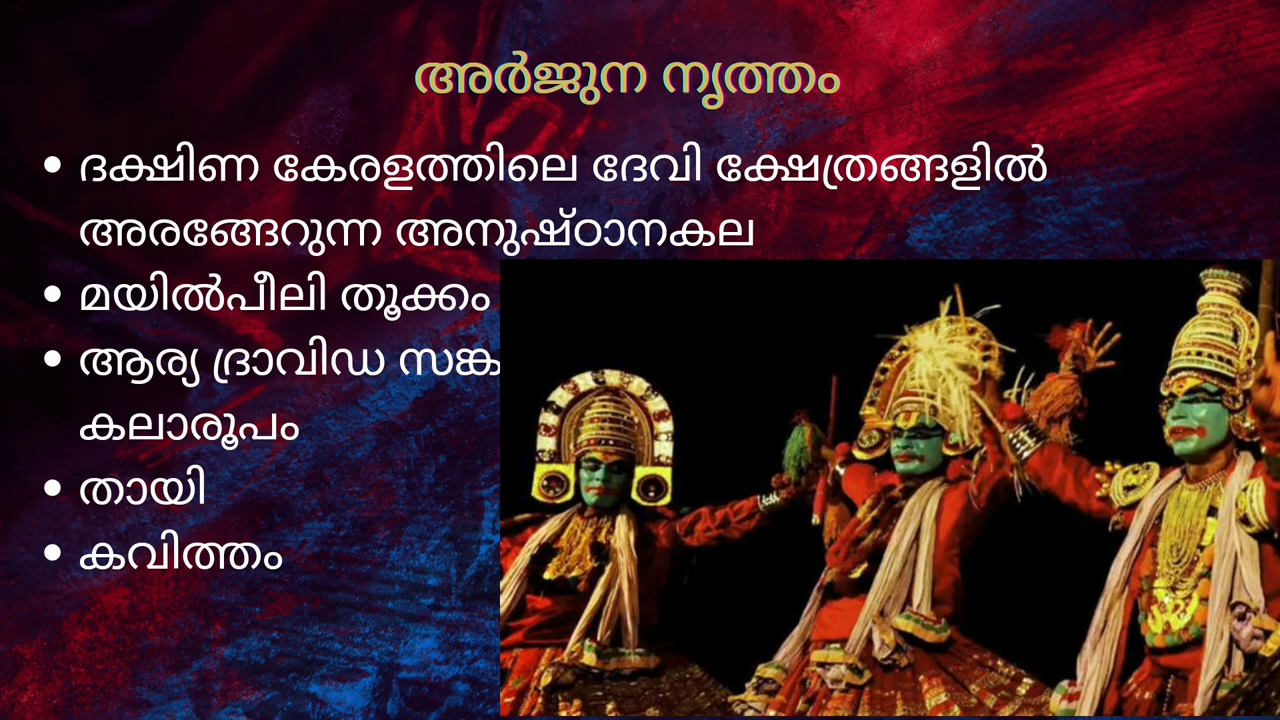 അർജുന നൃത്തം
ദക്ഷിണ കേരളത്തിലെ ദേവി ക്ഷേത്രങ്ങളിൽ
അരങ്ങേറുന്ന അനുഷ്ഠാനകല
മയിൽപീലി തൂക്കം
ആര്യ ദ്രാവിഡ
കലാരൂപം
തായി
കവിത്തം